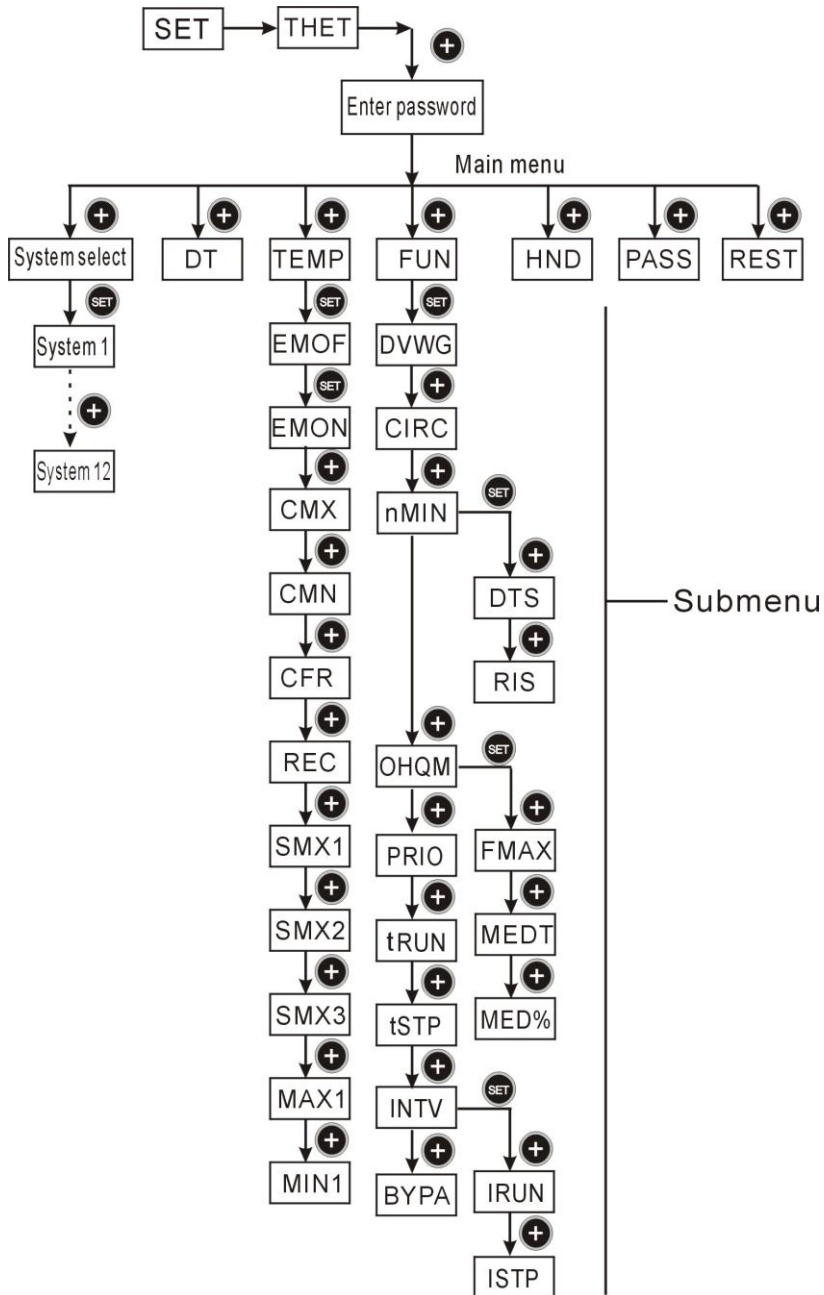 SET
THET
+
Enter password
Main menu
+ + + + + + +
System select
DT
TEMP
FUN
HND
PASS
REST
SET
SET
SET
System 1
EMOF
DVWG
+
SET
+
System 12
EMON
CIRC
+
+
CMX
nMIN
SET
+
+
CMN
DTS
Submenu
+
+
CFR
RIS
+
+
REC
OHQM
SET
+
+
+
SMX1
PRIO
FMAX
+
+
+
SMX2
tRUN
MEDT
+
+
+
SMX3
tSTP
MED%
+
+
MAX1
INTV
SET
+
+
+
MIN1
BYPA
IRUN
+
ISTP